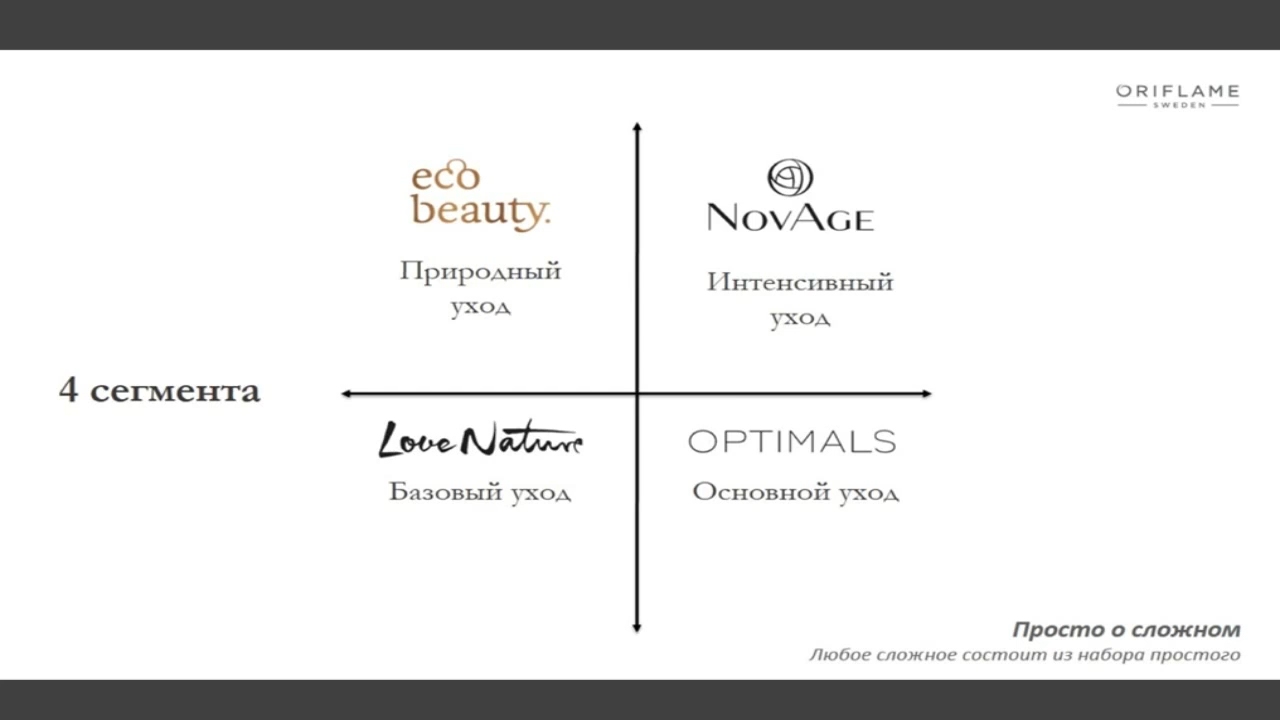 ORIFLAME
SWEDEN
eco
beauty.
Природный
уход
NOVAGE
Интенсивный
уход
4 сегмента
Love Nature
Базовый уход
OPTIMALS
Основной уход
Просто о сложном
Любое сложное состоит из набора простого